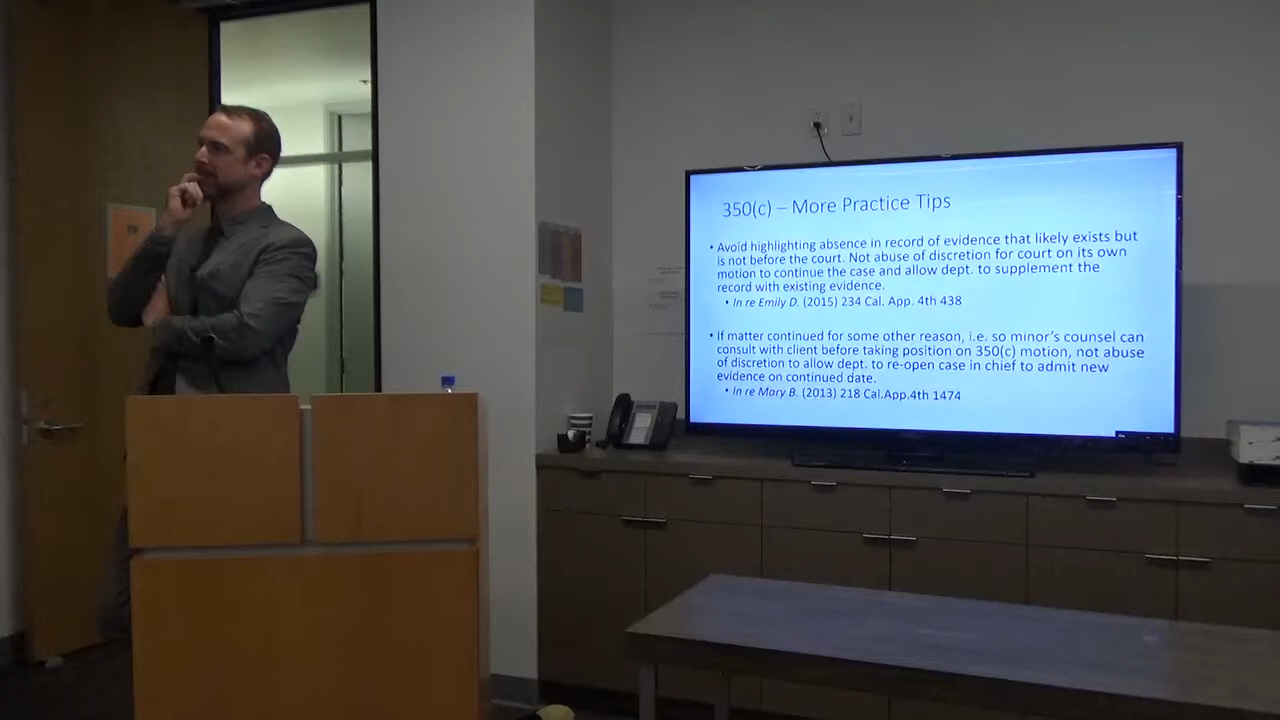 350(c) – More Practice Tips
• Avoid highlighting absence in record of evidence that likely exists but
is not before the court. Not abuse of discretion for court on its own
motion to continue the case and allow dept. to supplement the
record with existing evidence.
• In re Emily D. (2015) 234 Cal. App. 4th 438
• If matter continued for some other reason, i.e. so minor's counsel can
consult with client before taking position on 350(c) motion, not abuse
of discretion to allow dept. to re-open case in chief to admit new
evidence on continued date.
• In re Mary B. (2013) 218 Cal.App.4th 1474